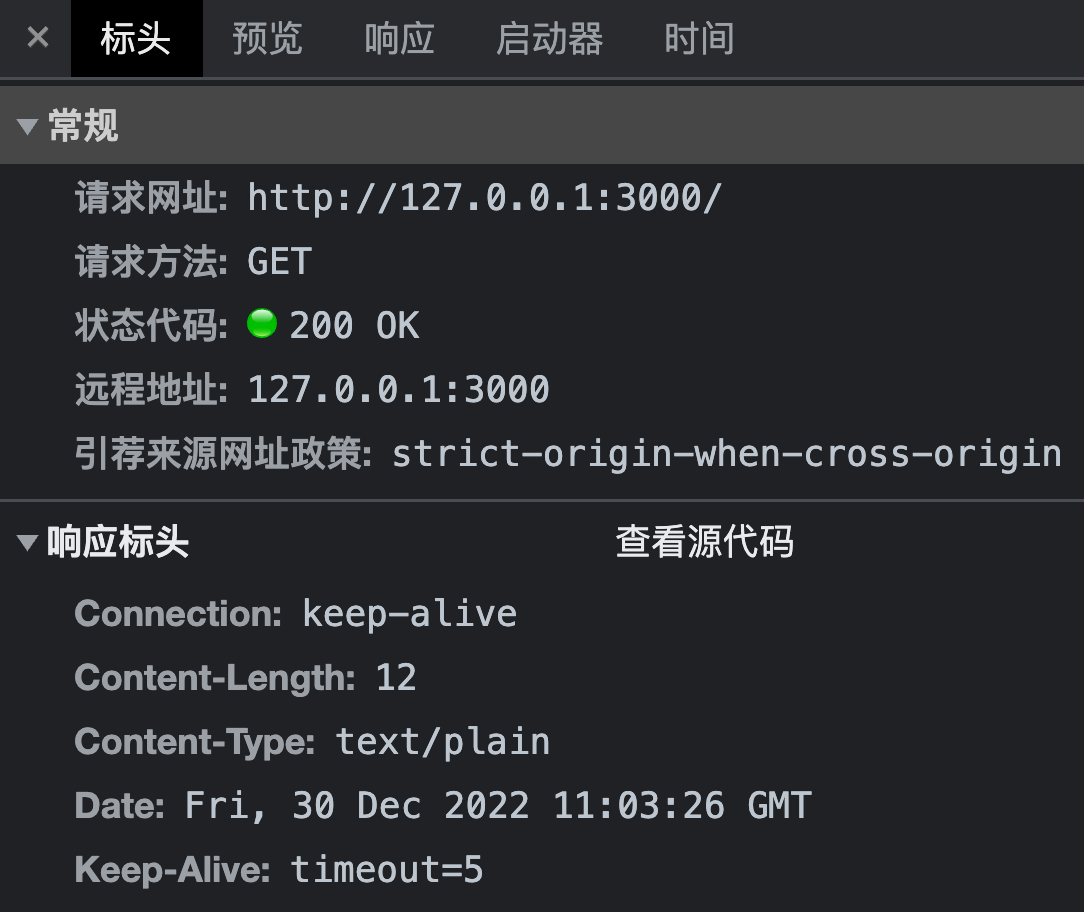 标头 预览 响应 启动器 时间
常规
请求网址: http://127.0.0.1:3000/
请求方法: GET
状态代码: 200 OK
远程地址: 127.0.0.1:3000
引荐来源网址政策: strict-origin-when-cross-origin
响应标头 查看源代码
Connection: keep-alive
Content-Length: 12
Content-Type: text/plain
Date: Fri, 30 Dec 2022 11:03:26 GMT
Keep-Alive: timeout=5